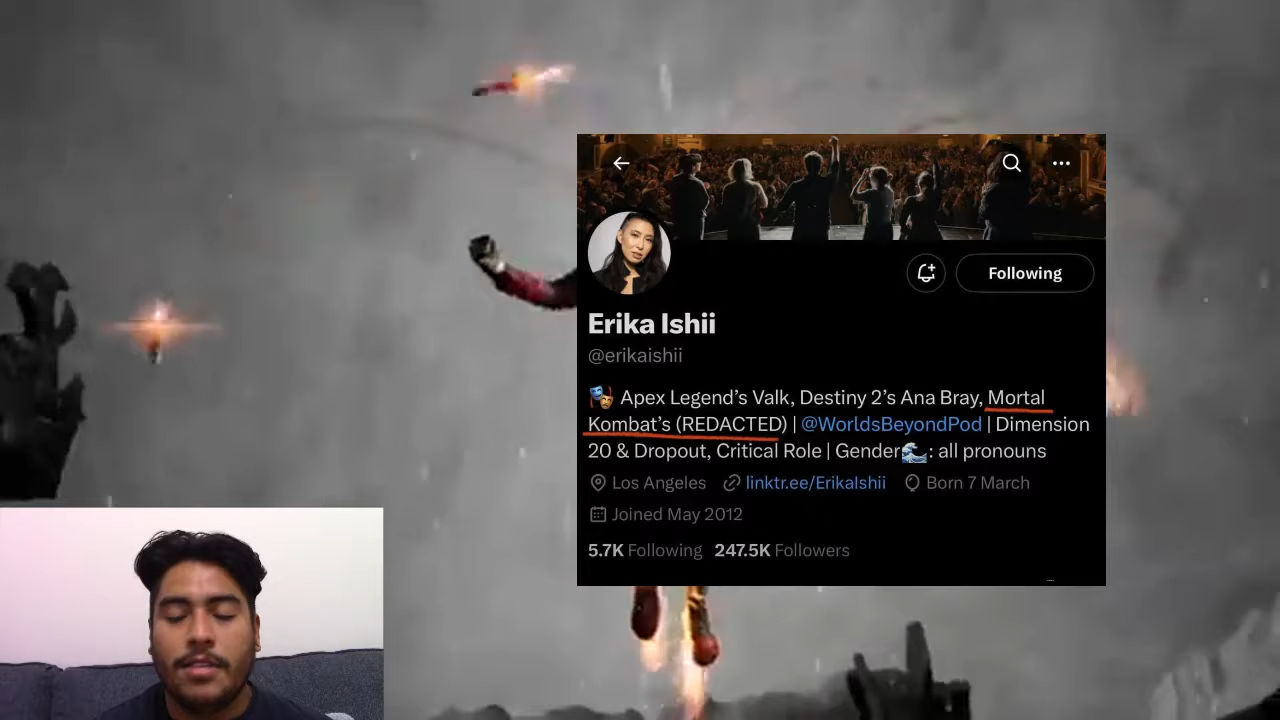 Following
Erika Ishii
@erikaishii
🎭 Apex Legend’s Valk, Destiny 2’s Ana Bray, Mortal
Kombat’s (REDACTED) | @WorldsBeyondPod | Dimension
20 & Dropout, Critical Role | Gender🌊: all pronouns
Los Angeles linktr.ee/ErikaIshii Born 7 March
Joined May 2012
5.7K Following 247.5K Followers